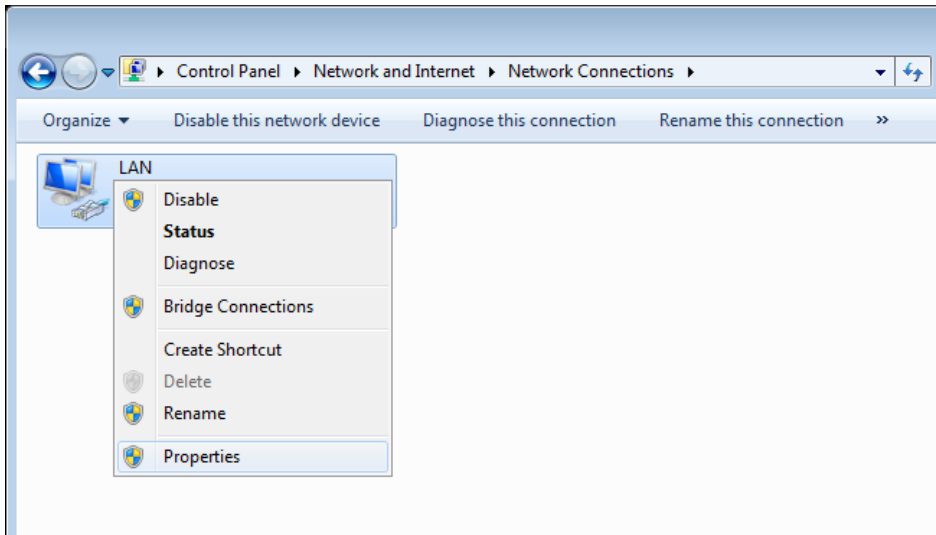 Control Panel Network and Internet Network Connections
Organize Disable this network device Diagnose this connection Rename this connection »
LAN
Disable
Status
Diagnose
Bridge Connections
Create Shortcut
Delete
Rename
Properties